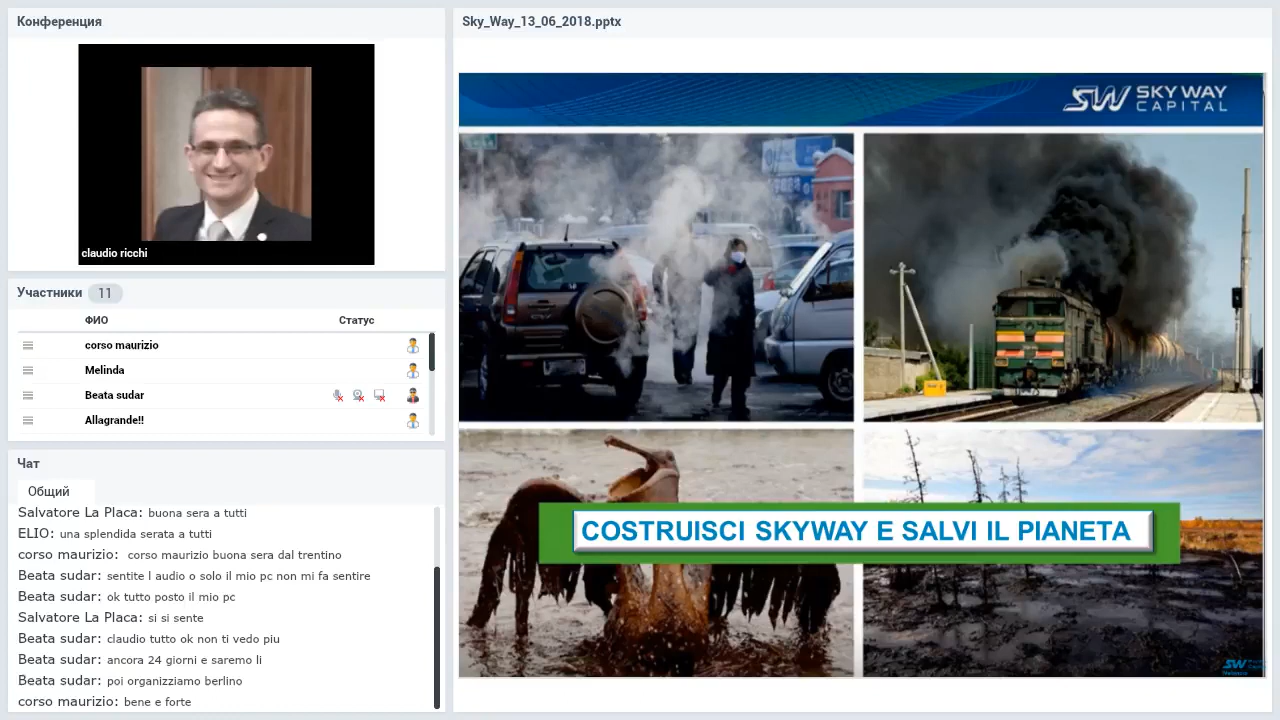 Конференция
claudio ricchi
Участники 11
ФИО Статус
corso maurizio
Melinda
Beata sudar
Allagrande!!
Чат
Общий
Salvatore La Placa: buona sera a tutti
ELIO: una splendida serata a tutti
corso maurizio: corso maurizio buona sera dal trentino
Beata sudar: sentite l audio o solo il mio pc non mi fa sentire
Beata sudar: ok tutto posto il mio pc
Salvatore La Placa: si si sente
Beata sudar: claudio tutto ok non ti vedo piu
Beata sudar: ancora 24 giorni e saremo li
Beata sudar: poi organizziamo berlino
corso maurizio: bene e forte
Sky_Way_13_06_2018.pptx
SW SKY WAY
CAPITAL
COSTRUISCI SKYWAY E SALVI IL PIANETA
SW